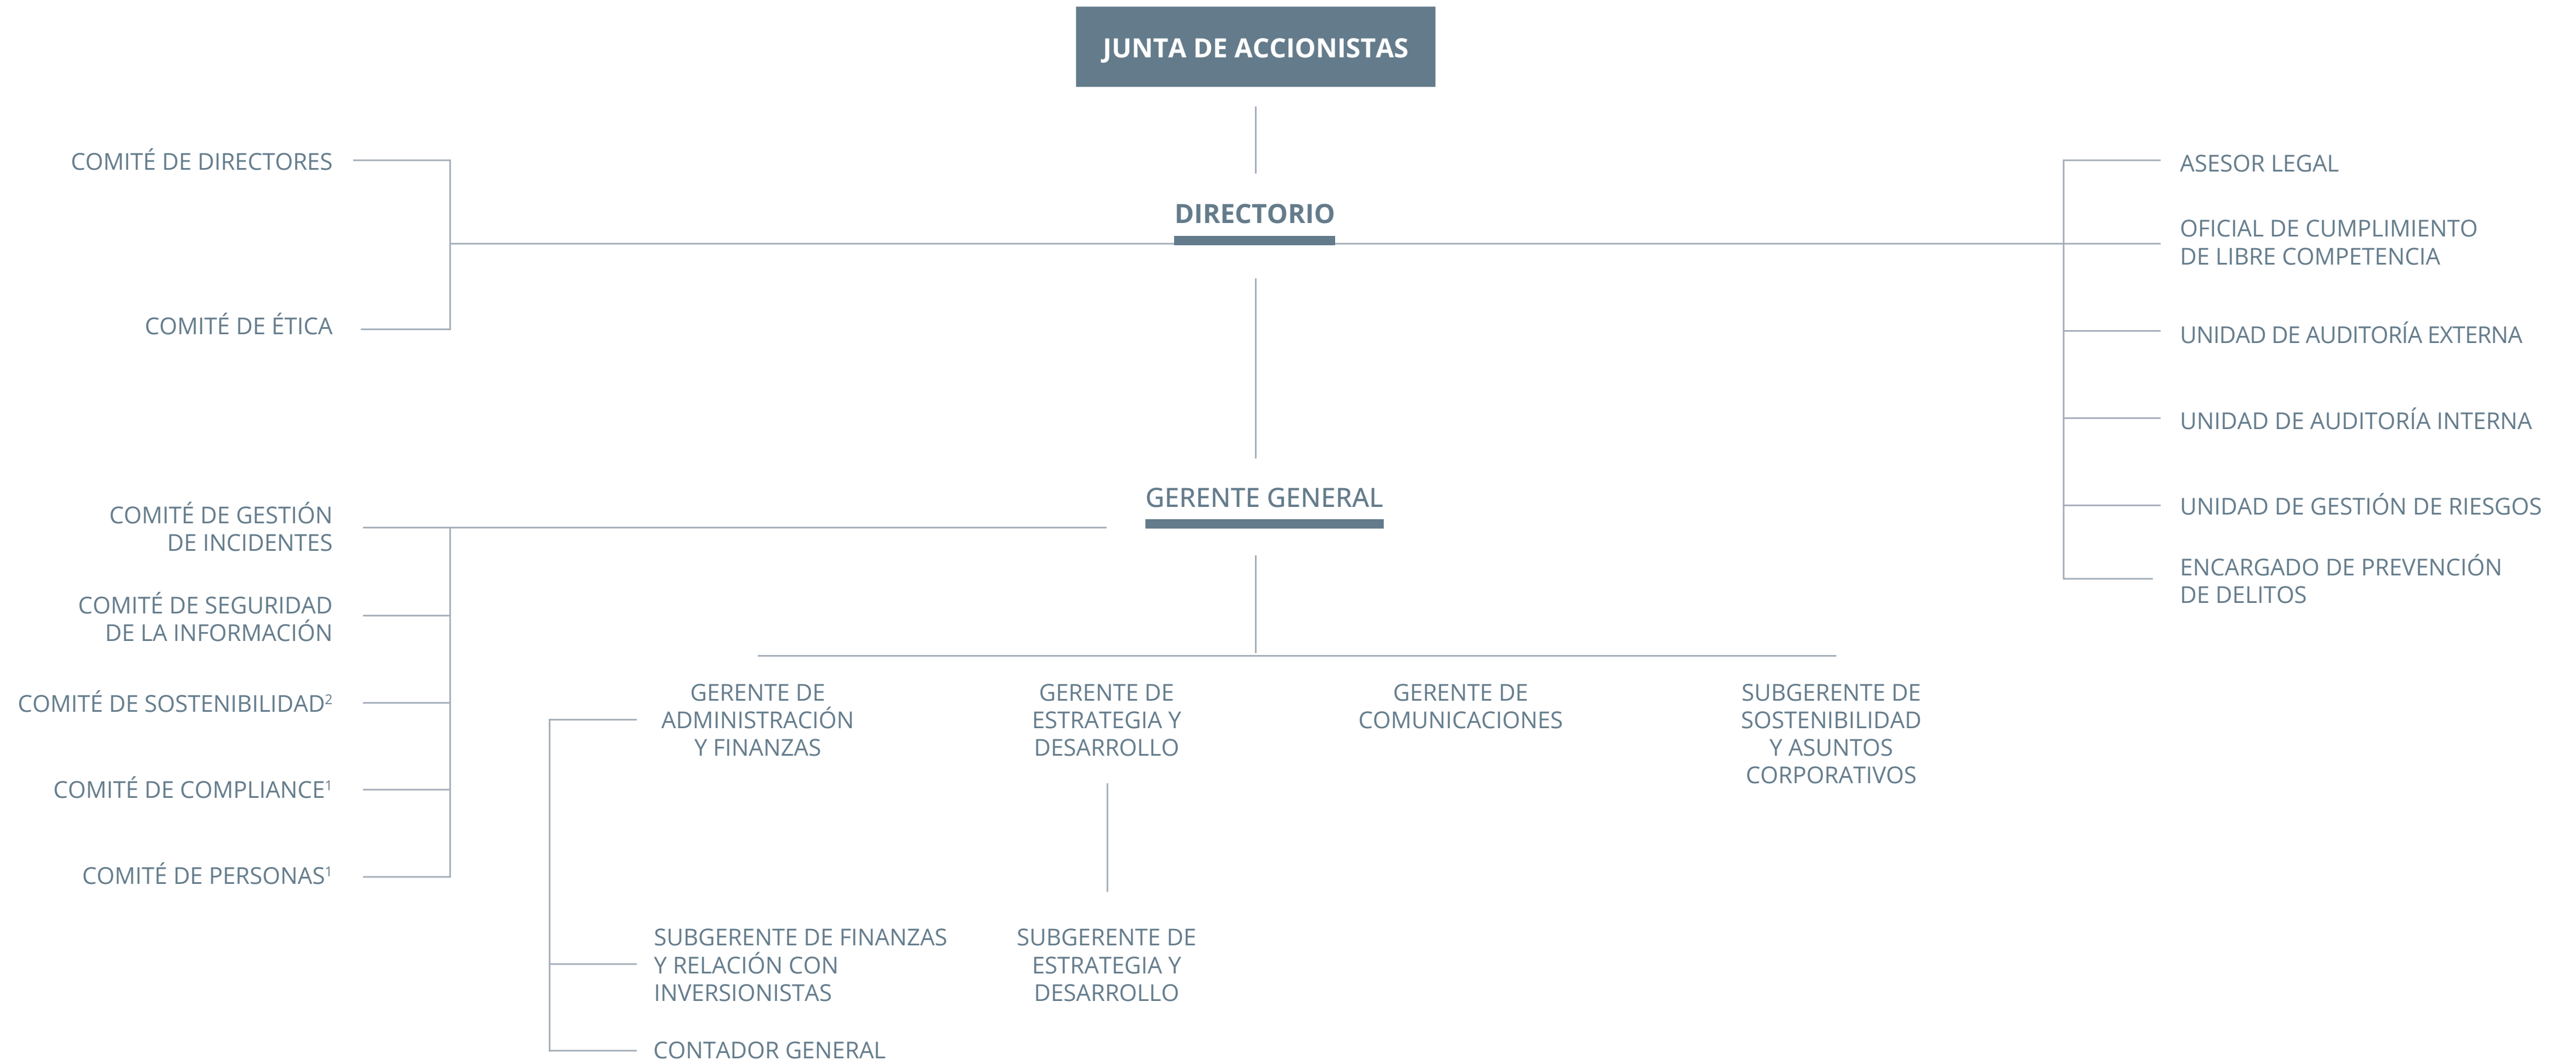 JUNTA DE ACCIONISTAS
DIRECTORIO
COMITÉ DE DIRECTORES
COMITÉ DE ÉTICA
ASESOR LEGAL
OFICIAL DE CUMPLIMIENTO
DE LIBRE COMPETENCIA
UNIDAD DE AUDITORÍA EXTERNA
UNIDAD DE AUDITORÍA INTERNA
UNIDAD DE GESTIÓN DE RIESGOS
ENCARGADO DE PREVENCIÓN
DE DELITOS
GERENTE GENERAL
COMITÉ DE GESTIÓN
DE INCIDENTES
COMITÉ DE SEGURIDAD
DE LA INFORMACIÓN
COMITÉ DE SOSTENIBILIDAD²
COMITÉ DE COMPLIANCE¹
COMITÉ DE PERSONAS¹
GERENTE DE
ADMINISTRACIÓN
Y FINANZAS
GERENTE DE
ESTRATEGIA Y
DESARROLLO
GERENTE DE
COMUNICACIONES
SUBGERENTE DE
SOSTENIBILIDAD
Y ASUNTOS
CORPORATIVOS
SUBGERENTE DE FINANZAS
Y RELACIÓN CON
INVERSIONISTAS
CONTADOR GENERAL
SUBGERENTE DE
ESTRATEGIA Y
DESARROLLO